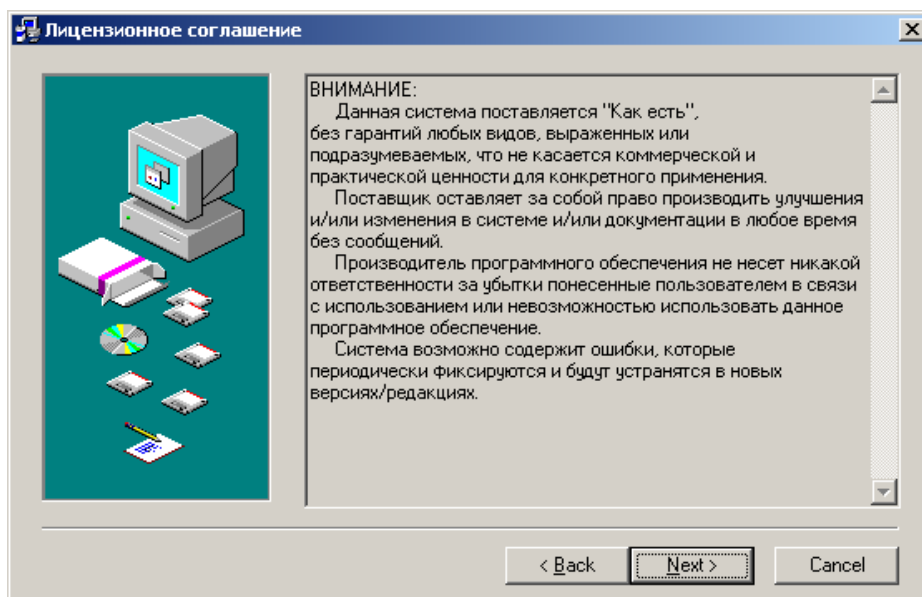 Лицензионное соглашение
ВНИМАНИЕ:
Данная система поставляется "Как есть",
без гарантий любых видов, выраженных или
подразумеваемых, что не касается коммерческой и
практической ценности для конкретного применения.
Поставщик оставляет за собой право производить улучшения
и/или изменения в системе и/или документации в любое время
без сообщений.
Производитель программного обеспечения не несет никакой
ответственности за убытки понесенные пользователем в связи
с использованием или невозможностью использовать данное
программное обеспечение.
Система возможно содержит ошибки, которые
периодически фиксируются и будут устранятся в новых
версиях/редакциях.
< Back Next > Cancel